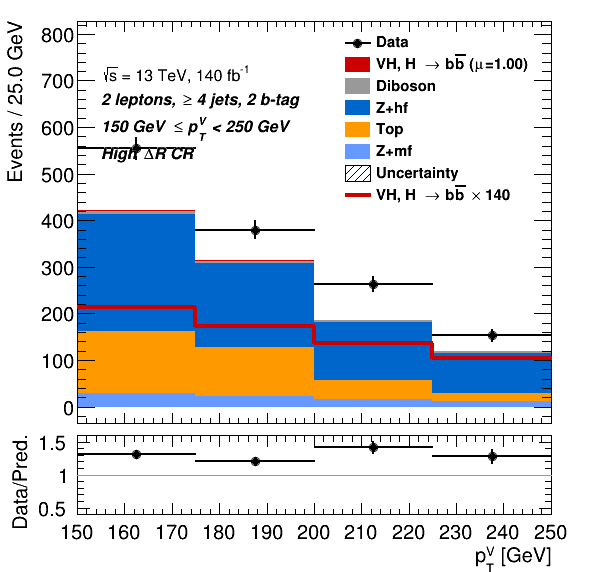 Events / 25.0 GeV
800
700
600
500
400
300
200
100
0
√s = 13 TeV, 140 fb⁻¹
2 leptons, ≥ 4 jets, 2 b-tag
150 GeV ≤ p_T^V < 250 GeV
High ΔR CR
Data
VH, H → bb̅ (μ=1.00)
Diboson
Z+hf
Top
Z+mf
Uncertainty
VH, H → bb̅ × 140
Data/Pred.
1.5
1
0.5
150 160 170 180 190 200 210 220 230 240 250
p_T^V [GeV]